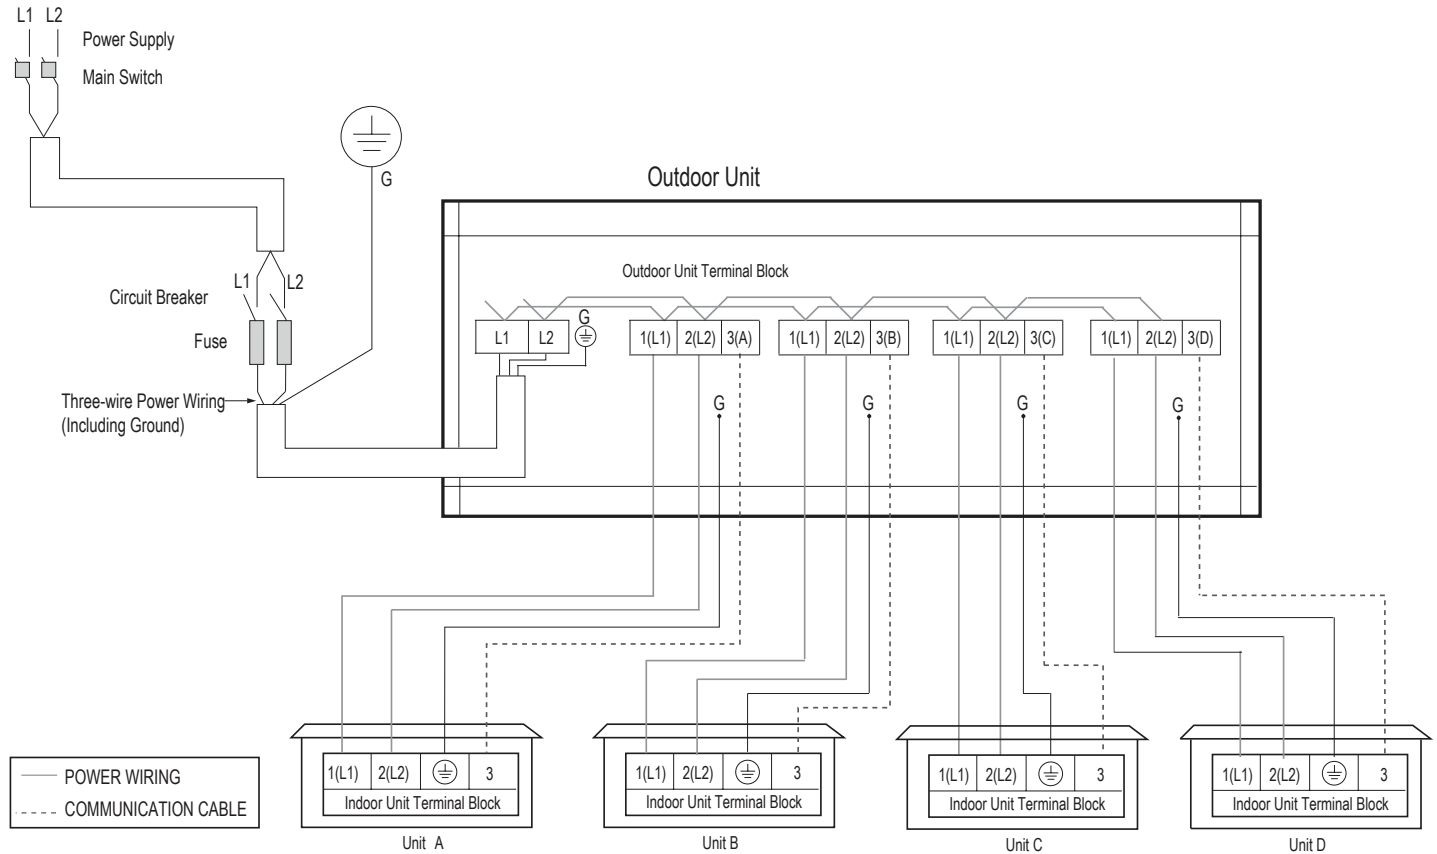 L1 L2
Power Supply
Main Switch
G
Outdoor Unit
Outdoor Unit Terminal Block
L1 L2
Circuit Breaker
Fuse
G
L1 L2
1(L1) 2(L2) 3(A)
1(L1) 2(L2) 3(B)
1(L1) 2(L2) 3(C)
1(L1) 2(L2) 3(D)
Three-wire Power Wiring
(Including Ground)
G G G G
1(L1) 2(L2) 3
Indoor Unit Terminal Block
Unit A
1(L1) 2(L2) 3
Indoor Unit Terminal Block
Unit B
1(L1) 2(L2) 3
Indoor Unit Terminal Block
Unit C
1(L1) 2(L2) 3
Indoor Unit Terminal Block
Unit D
POWER WIRING
COMMUNICATION CABLE